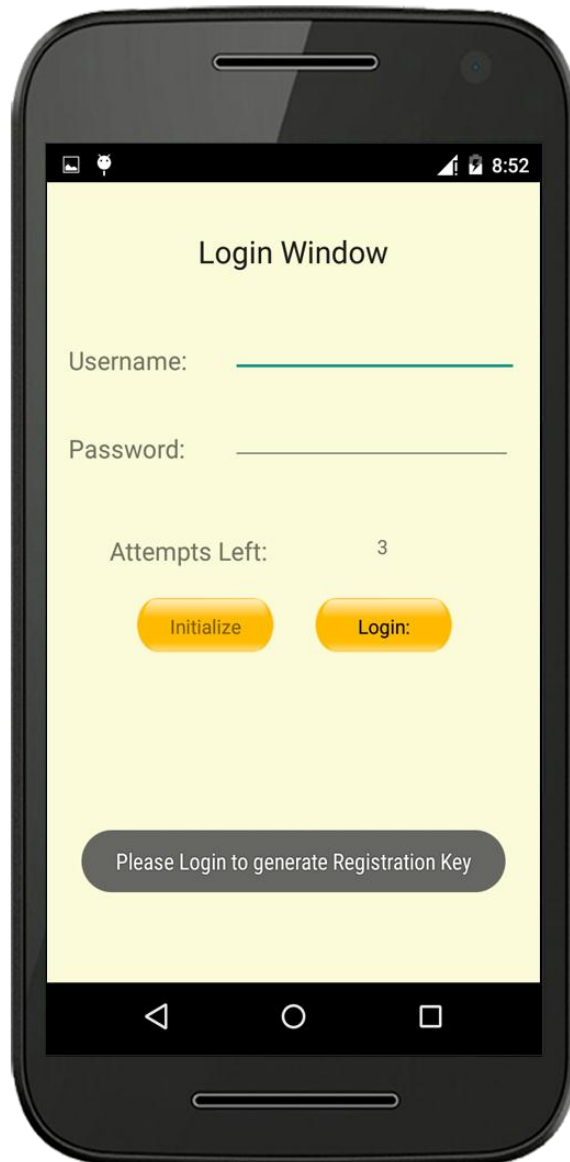 8:52
Login Window
Username:
Password:
Attempts Left: 3
Initialize Login:
Please Login to generate Registration Key